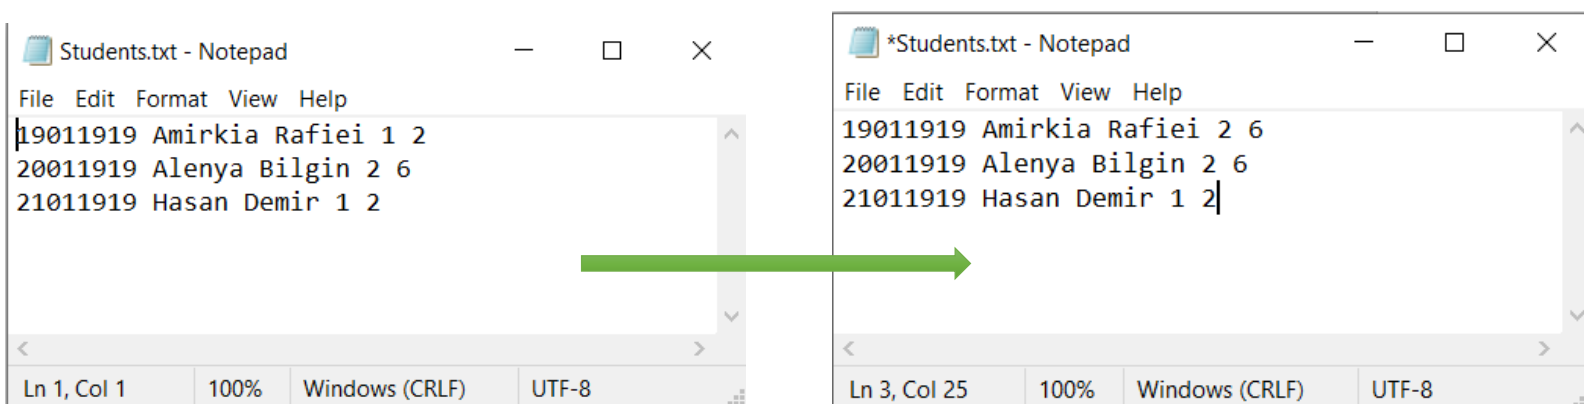 Students.txt - Notepad
File Edit Format View Help
19011919 Amirkia Rafiei 1 2
20011919 Alenya Bilgin 2 6
21011919 Hasan Demir 1 2
Ln 1, Col 1 100% Windows (CRLF) UTF-8
*Students.txt - Notepad
File Edit Format View Help
19011919 Amirkia Rafiei 2 6
20011919 Alenya Bilgin 2 6
21011919 Hasan Demir 1 2
Ln 3, Col 25 100% Windows (CRLF) UTF-8